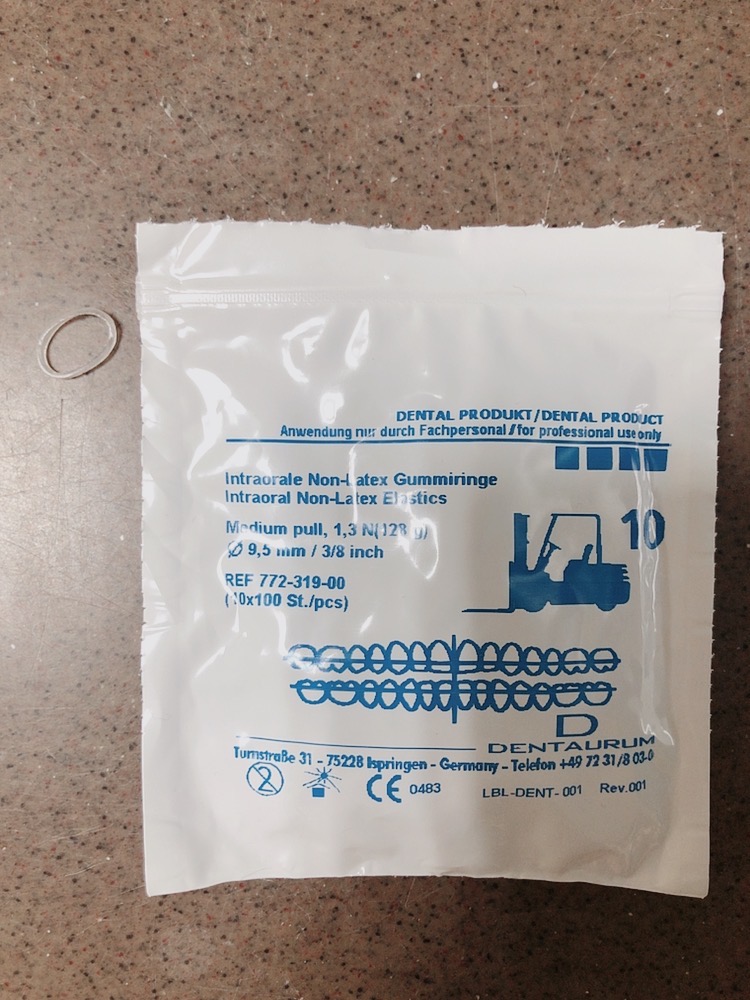 DENTAL PRODUKT/DENTAL PRODUCT
Anwendung nur durch Fachpersonal//for professional use only
Intraorale Non-Latex Gummiringe
Intraoral Non-Latex Elastics
Medium pull, 1,3 N(128 g)
Ø 9,5 mm / 3/8 inch
10
REF 772-319-00
(10x100 St./pcs)
D
DENTAURUM
Turnstraße 31 - 75228 Ispringen - Germany - Telefon +49 72 31/8 03-0
2
CE 0483 LBL-DENT-001 Rev.001